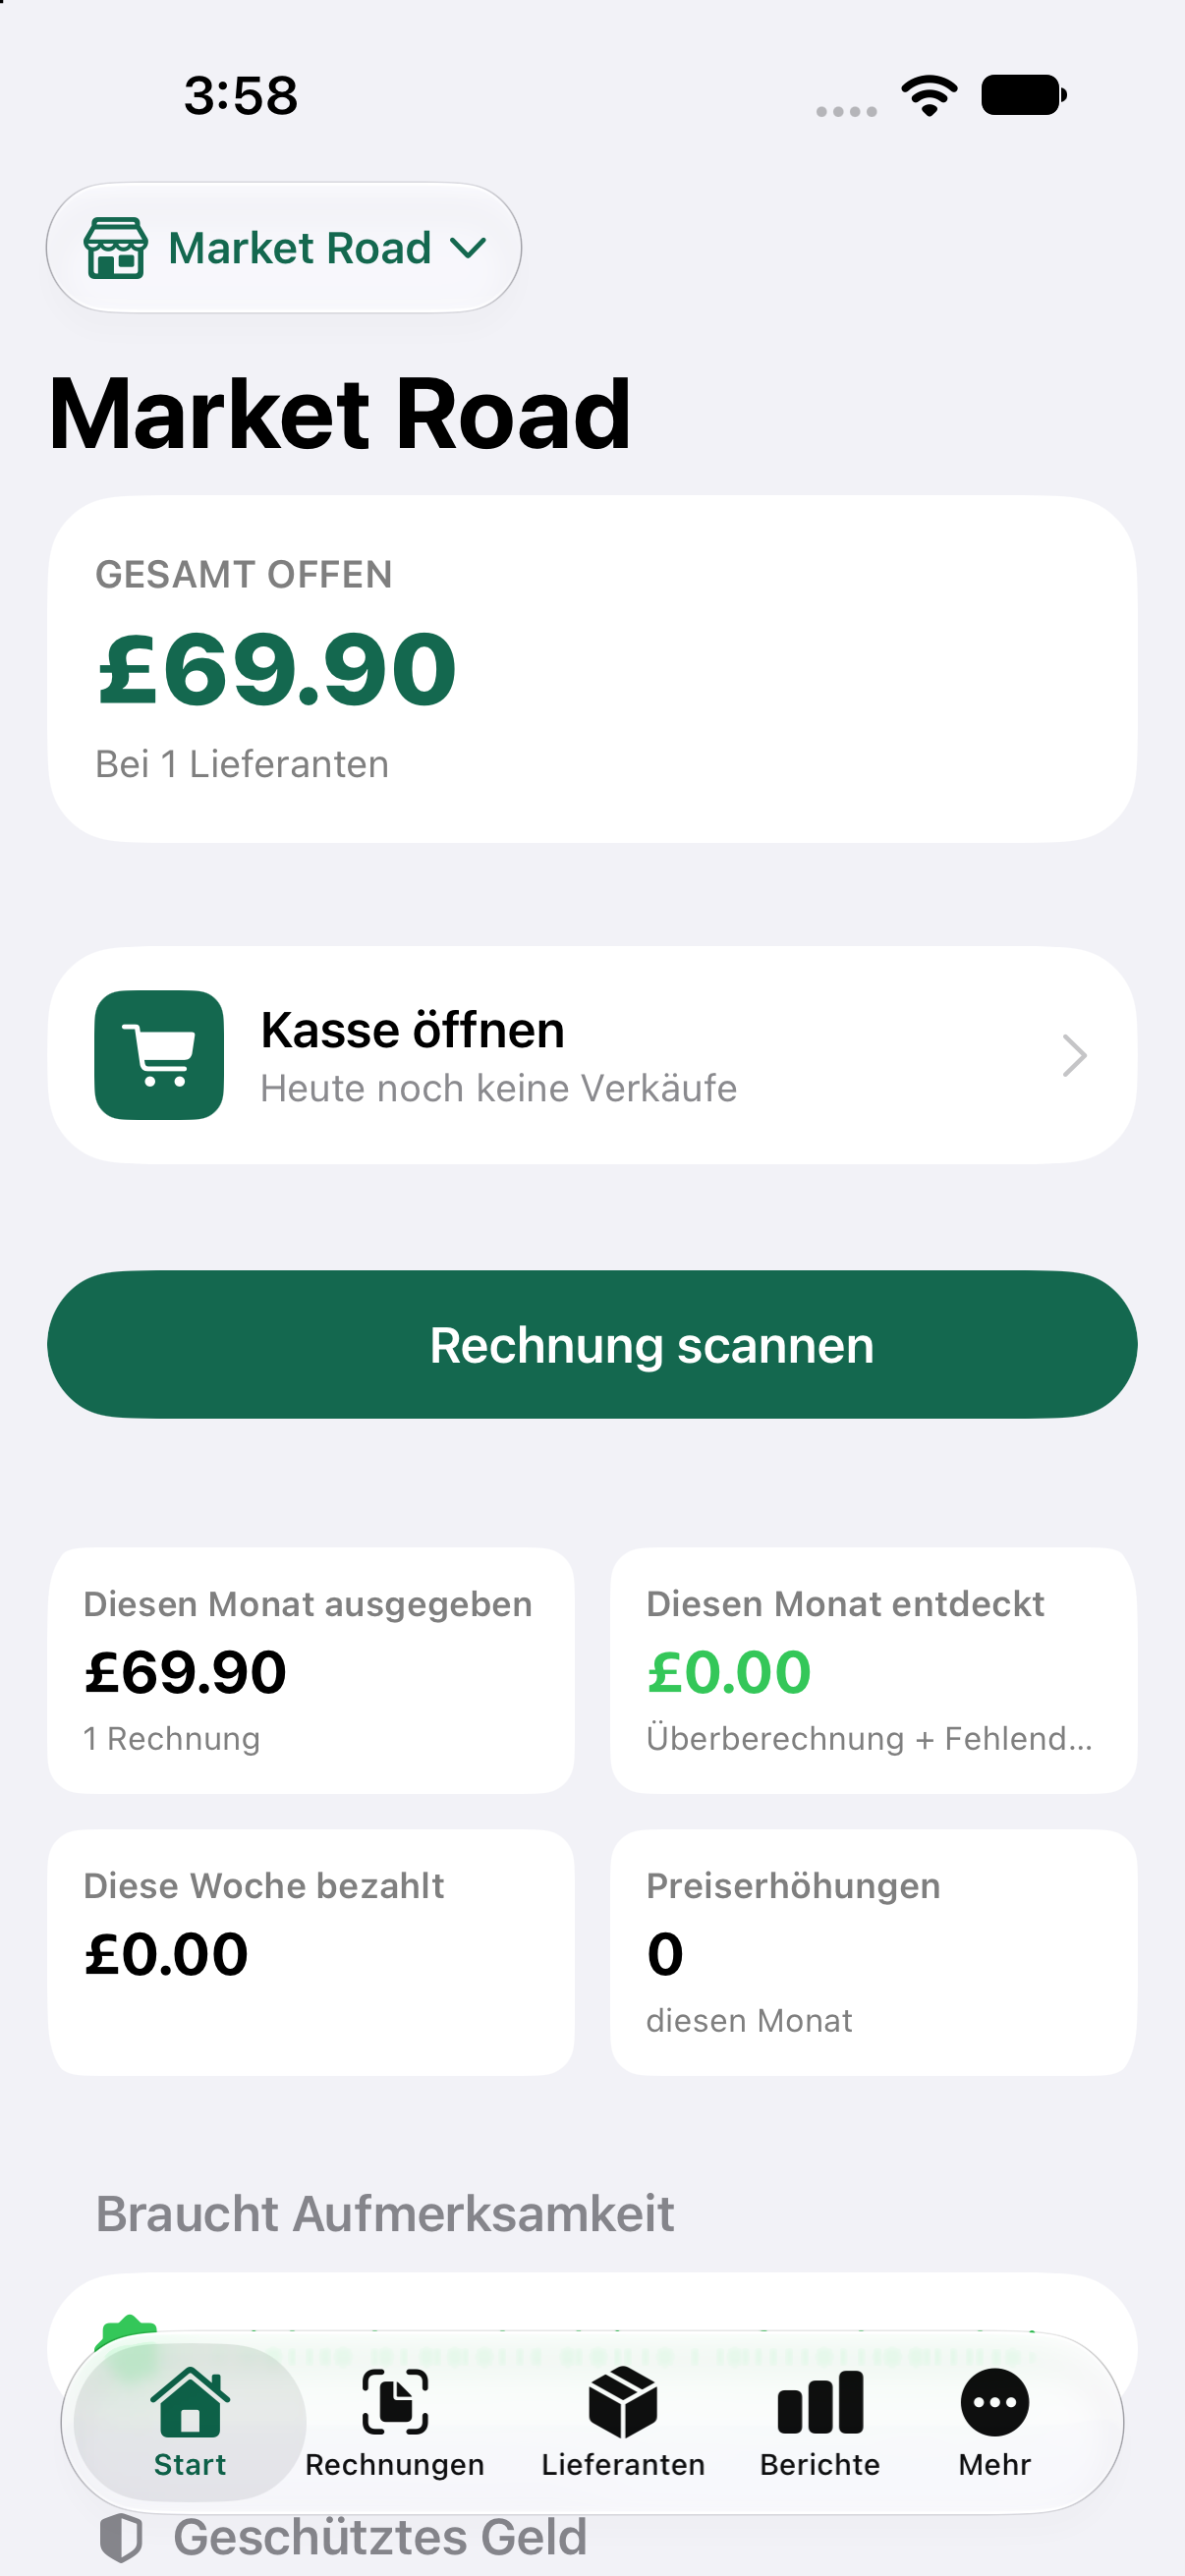 3:58
Market Road
Market Road
GESAMT OFFEN
£69.90
Bei 1 Lieferanten
Kasse öffnen
Heute noch keine Verkäufe
Rechnung scannen
Diesen Monat ausgegeben
£69.90
1 Rechnung
Diesen Monat entdeckt
£0.00
Überberechnung + Fehlend...
Diese Woche bezahlt
£0.00
Preiserhöhungen
0
diesen Monat
Braucht Aufmerksamkeit
Start
Rechnungen
Lieferanten
Berichte
Mehr
Geschütztes Geld